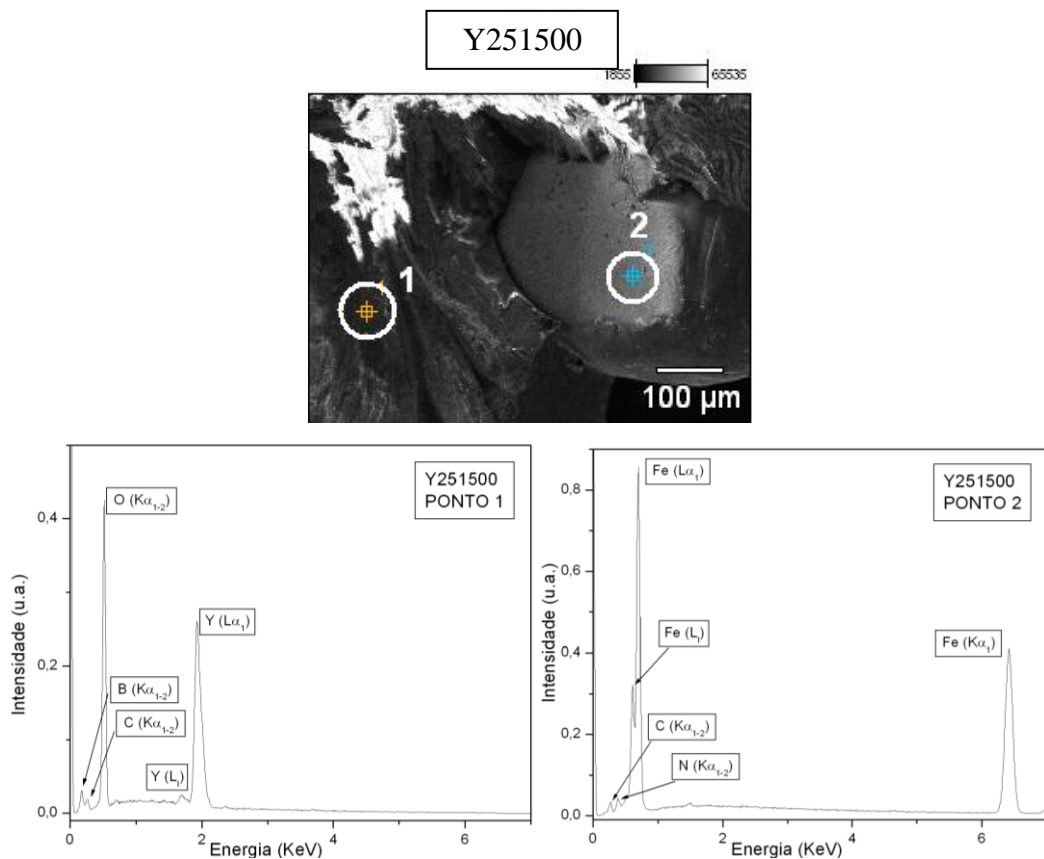 Y251500
1855 65535
2
1
100 µm
Y251500
PONTO 1
O (Kα₁₋₂)
Y (Lα₁)
B (Kα₁₋₂)
C (Kα₁₋₂)
Y (Lₗ)
Intensidade (u.a.)
0,4
0,2
0,0
0 2 4 6
Energia (KeV)
Y251500
PONTO 2
Fe (Lα₁)
Fe (Lₗ)
Fe (Kα₁)
C (Kα₁₋₂)
N (Kα₁₋₂)
Intensidade (u.a.)
0,8
0,6
0,4
0,2
0,0
0 2 4 6
Energia (KeV)